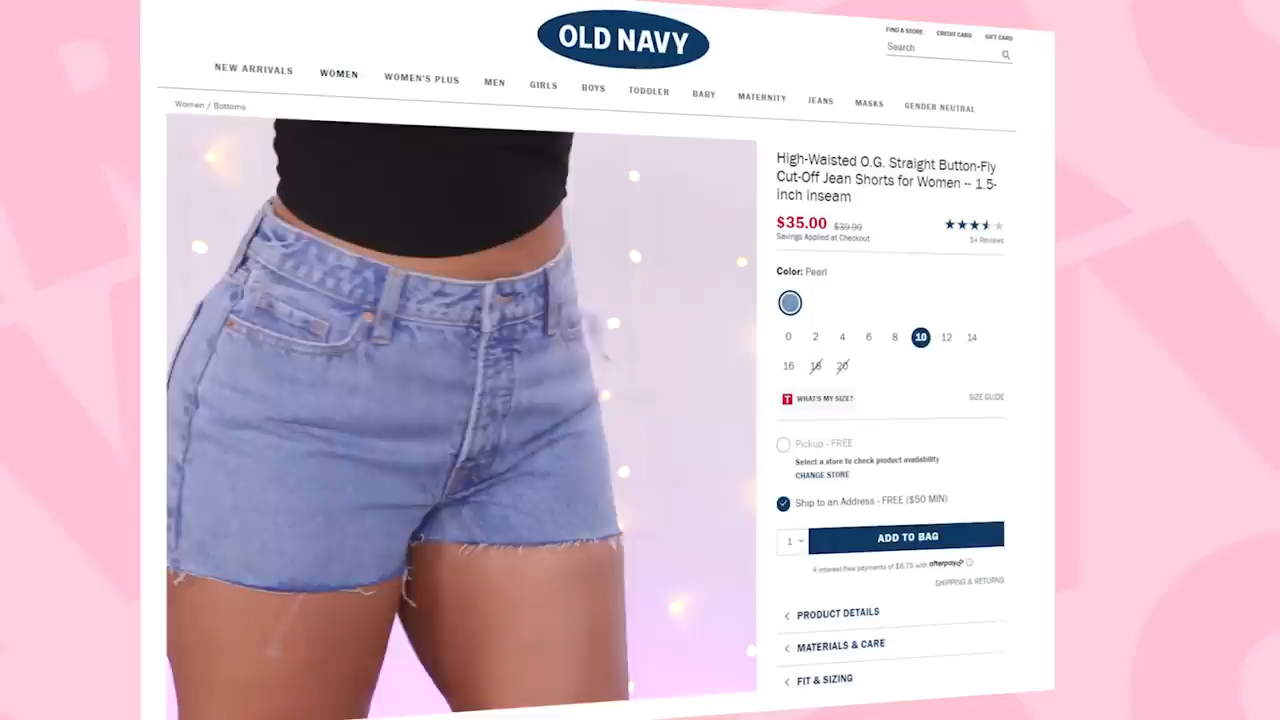 OLD NAVY
FIND A STORE CREDIT CARD GIFT CARD
Search
NEW ARRIVALS WOMEN WOMEN'S PLUS MEN GIRLS BOYS TODDLER BABY MATERNITY JEANS MASKS GENDER NEUTRAL
Women / Bottoms
High-Waisted O.G. Straight Button-Fly
Cut-Off Jean Shorts for Women -- 1.5-
inch inseam
$35.00 $39.99
Savings Applied at Checkout
14 Reviews
Color: Pearl
0 2 4 6 8 10 12 14
16 18 20
T WHAT'S MY SIZE?
SIZE GUIDE
Pickup - FREE
Select a store to check product availability
CHANGE STORE
Ship to an Address - FREE ($50 MIN)
1 ADD TO BAG
4 interest-free payments of $8.75 with afterpay
SHIPPING & RETURNS
PRODUCT DETAILS
MATERIALS & CARE
FIT & SIZING